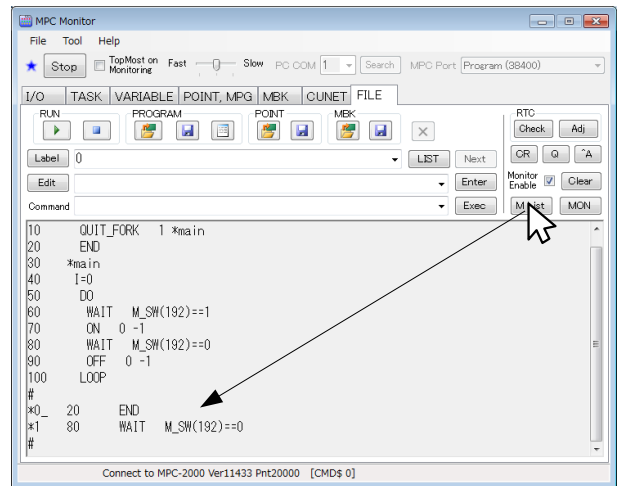 MPC Monitor
File Tool Help
Stop TopMost on Monitoring Fast Slow PC COM 1 Search MPC Port Program (38400)
I/O TASK VARIABLE POINT, MPG MBK CUNET FILE
RUN PROGRAM POINT MBK RTC
Check Adj
Label 0 LIST Next CR Q ^A
Edit Enter Monitor Enable Clear
Command Exec MON
10 QUIT_FORK 1 *main
20 END
30 *main
40 I=0
50 DO
60 WAIT M_SW(192)==1
70 ON 0 -1
80 WAIT M_SW(192)==0
90 OFF 0 -1
100 LOOP
#
*0_ 20 END
*1 80 WAIT M_SW(192)==0
#
Connect to MPC-2000 Ver11433 Pnt20000 [CMD$ 0]